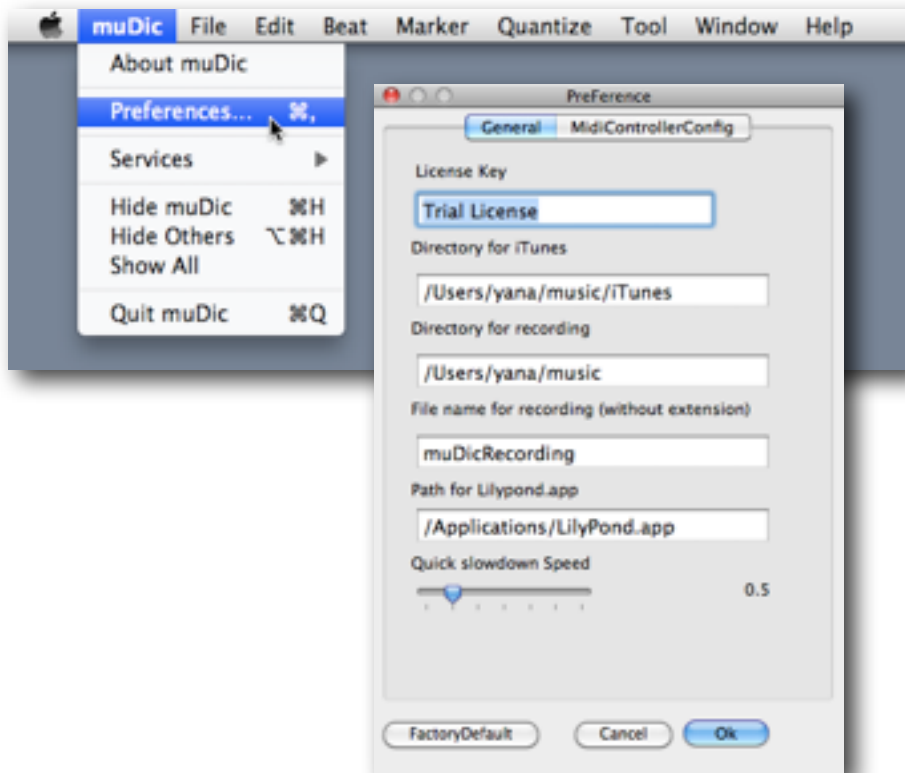 muDic File Edit Beat Marker Quantize Tool Window Help
About muDic
Preferences... ⌘,
Services ▶
Hide muDic ⌘H
Hide Others ⌥⌘H
Show All
Quit muDic ⌘Q
PreFerence
General MidiControllerConfig
License Key
Trial License
Directory for iTunes
/Users/yana/music/iTunes
Directory for recording
/Users/yana/music
File name for recording (without extension)
muDicRecording
Path for Lilypond.app
/Applications/LilyPond.app
Quick slowdown Speed
0.5
FactoryDefault Cancel Ok